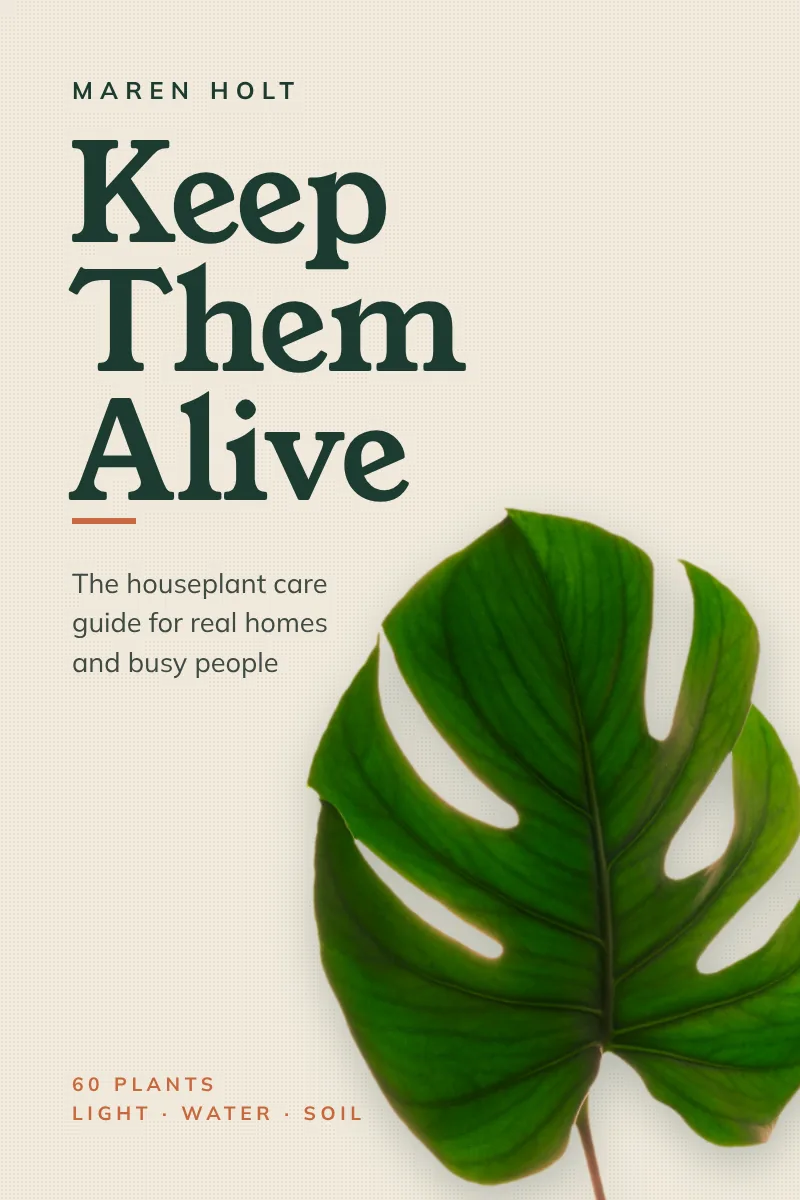 MAREN HOLT
Keep
Them
Alive
The houseplant care
guide for real homes
and busy people
60 PLANTS
LIGHT · WATER · SOIL